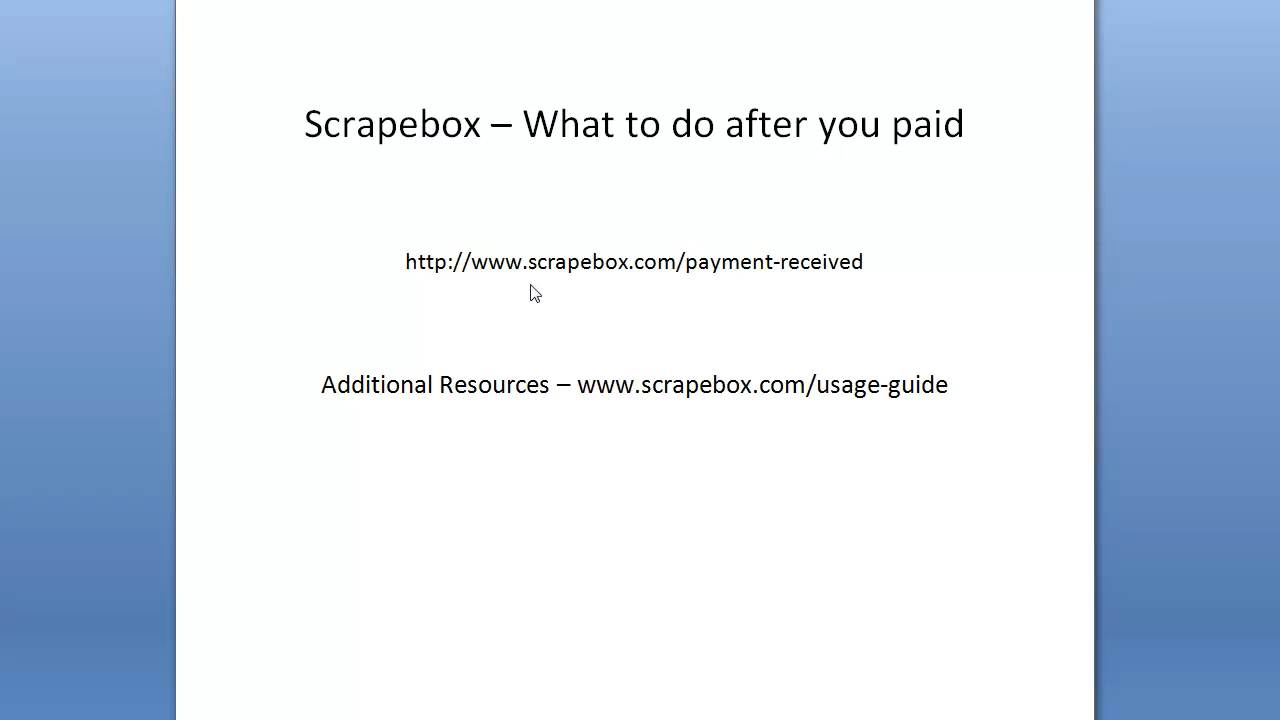 Scrapebox – What to do after you paid
http://www.scrapebox.com/payment-received
Additional Resources – www.scrapebox.com/usage-guide